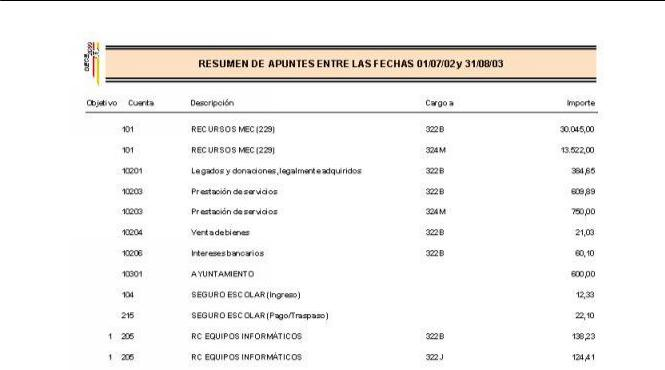 RESUMEN DE APUNTES ENTRE LAS FECHAS 01/07/02 y 31/08/03
Objetivo Cuenta Descripción Cargo a Importe
101 RECURSOS MEC (229) 322B 30.045,00
101 RECURSOS MEC (229) 324M 13.522,00
10201 Legados y donaciones, legalmente adquiridos 322B 384,65
10203 Prestación de servicios 322B 609,89
10203 Prestación de servicios 324M 750,00
10204 Venta de bienes 322B 21,03
10206 Intereses bancarios 322B 60,10
10301 AYUNTAMIENTO 600,00
104 SEGURO ESCOLAR (Ingreso) 12,33
215 SEGURO ESCOLAR (Pago/Traspaso) 22,10
1 205 RC EQUIPOS INFORMÁTICOS 322B 138,23
1 205 RC EQUIPOS INFORMÁTICOS 322J 124,41